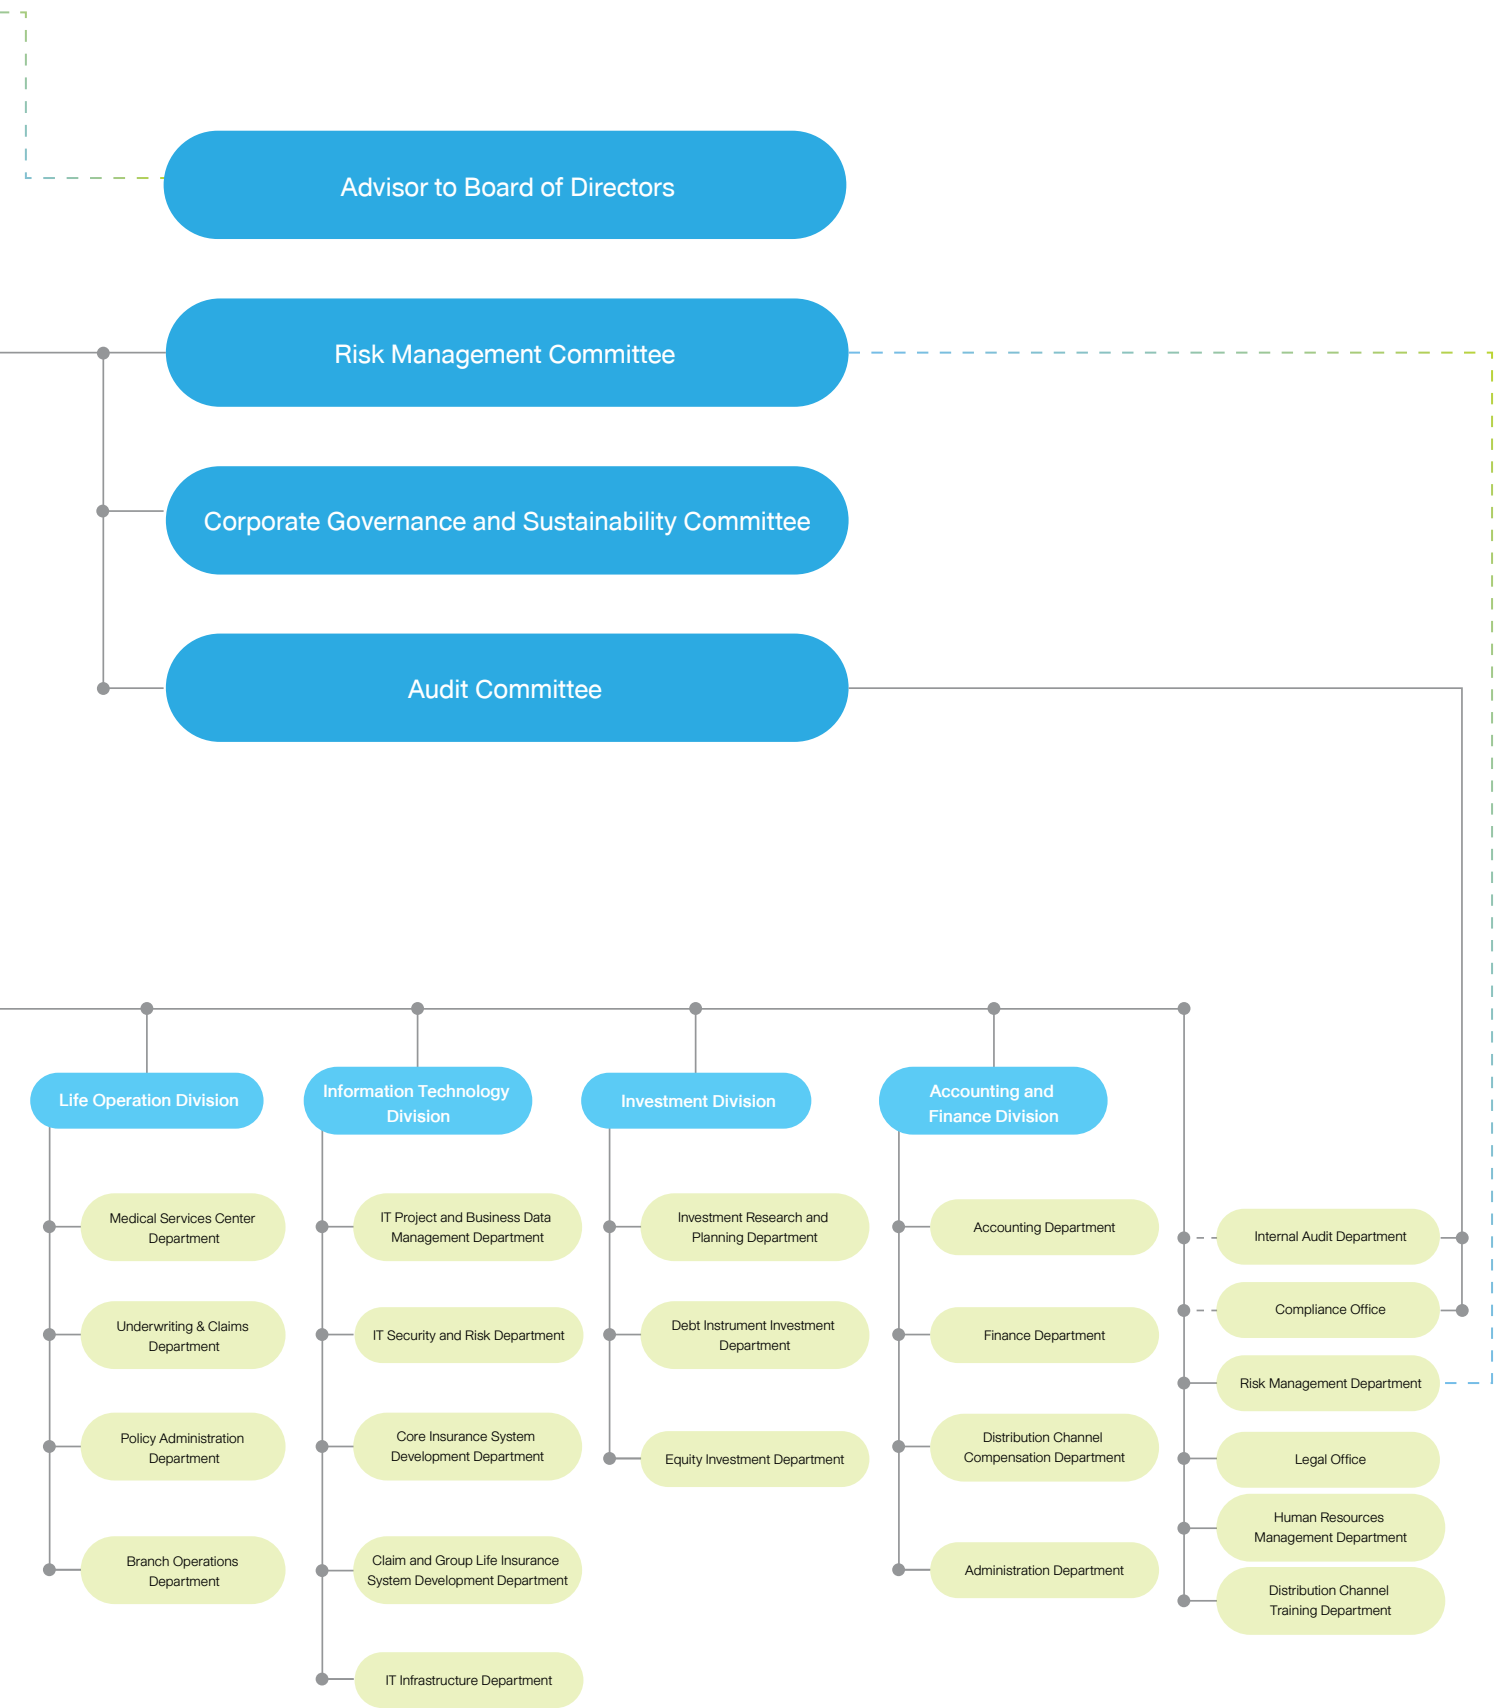 Advisor to Board of Directors
Risk Management Committee
Corporate Governance and Sustainability Committee
Audit Committee
Life Operation Division
Medical Services Center
Department
Underwriting & Claims
Department
Policy Administration
Department
Branch Operations
Department
Information Technology
Division
IT Project and Business Data
Management Department
IT Security and Risk Department
Core Insurance System
Development Department
Claim and Group Life Insurance
System Development Department
IT Infrastructure Department
Investment Division
Investment Research and
Planning Department
Debt Instrument Investment
Department
Equity Investment Department
Accounting and
Finance Division
Accounting Department
Finance Department
Distribution Channel
Compensation Department
Administration Department
Internal Audit Department
Compliance Office
Risk Management Department
Legal Office
Human Resources
Management Department
Distribution Channel
Training Department